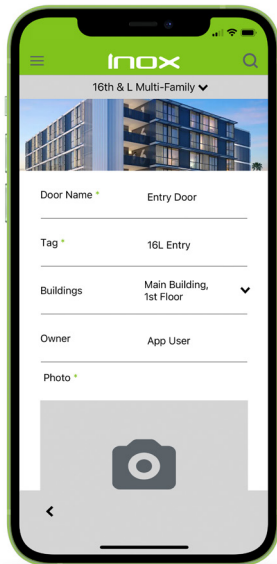 INOX
16th & L Multi-Family
Door Name *
Entry Door
Tag *
16L Entry
Buildings
Main Building,
1st Floor
Owner
App User
Photo *